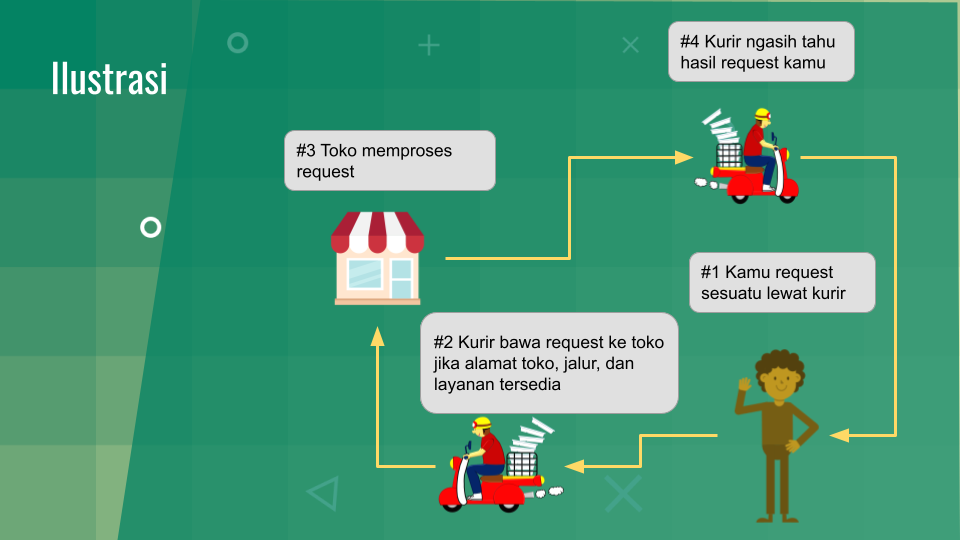 Ilustrasi
#4 Kurir ngasih tahu
hasil request kamu
#3 Toko memproses
request
#1 Kamu request
sesuatu lewat kurir
#2 Kurir bawa request ke toko
jika alamat toko, jalur, dan
layanan tersedia